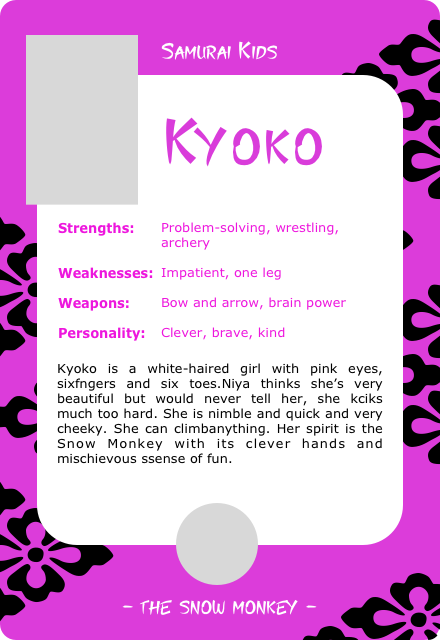 Samurai Kids
Kyoko
Strengths: Problem-solving, wrestling,
archery
Weaknesses: Impatient, one leg
Weapons: Bow and arrow, brain power
Personality: Clever, brave, kind
Kyoko is a white-haired girl with pink eyes,
sixfngers and six toes.Niya thinks she’s very
beautiful but would never tell her, she kciks
much too hard. She is nimble and quick and very
cheeky. She can climbanything. Her spirit is the
Snow Monkey with its clever hands and
mischievous ssense of fun.
– The Snow Monkey –